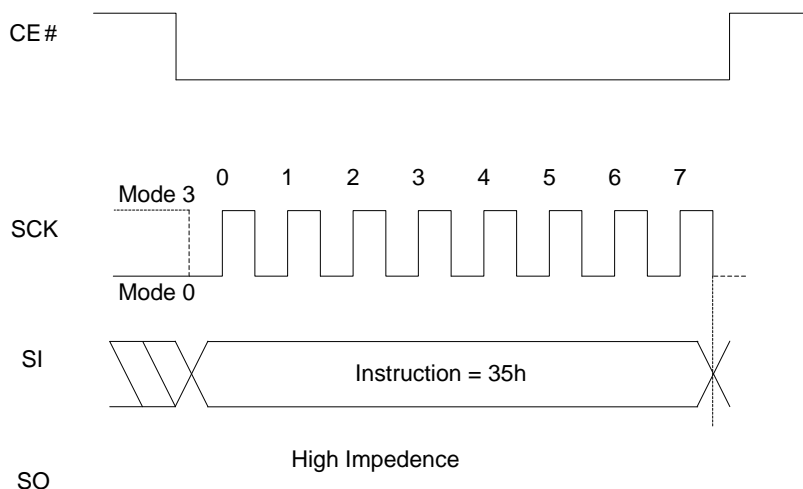 CE#
0 1 2 3 4 5 6 7
Mode 3
SCK
Mode 0
SI
Instruction = 35h
High Impedence
SO